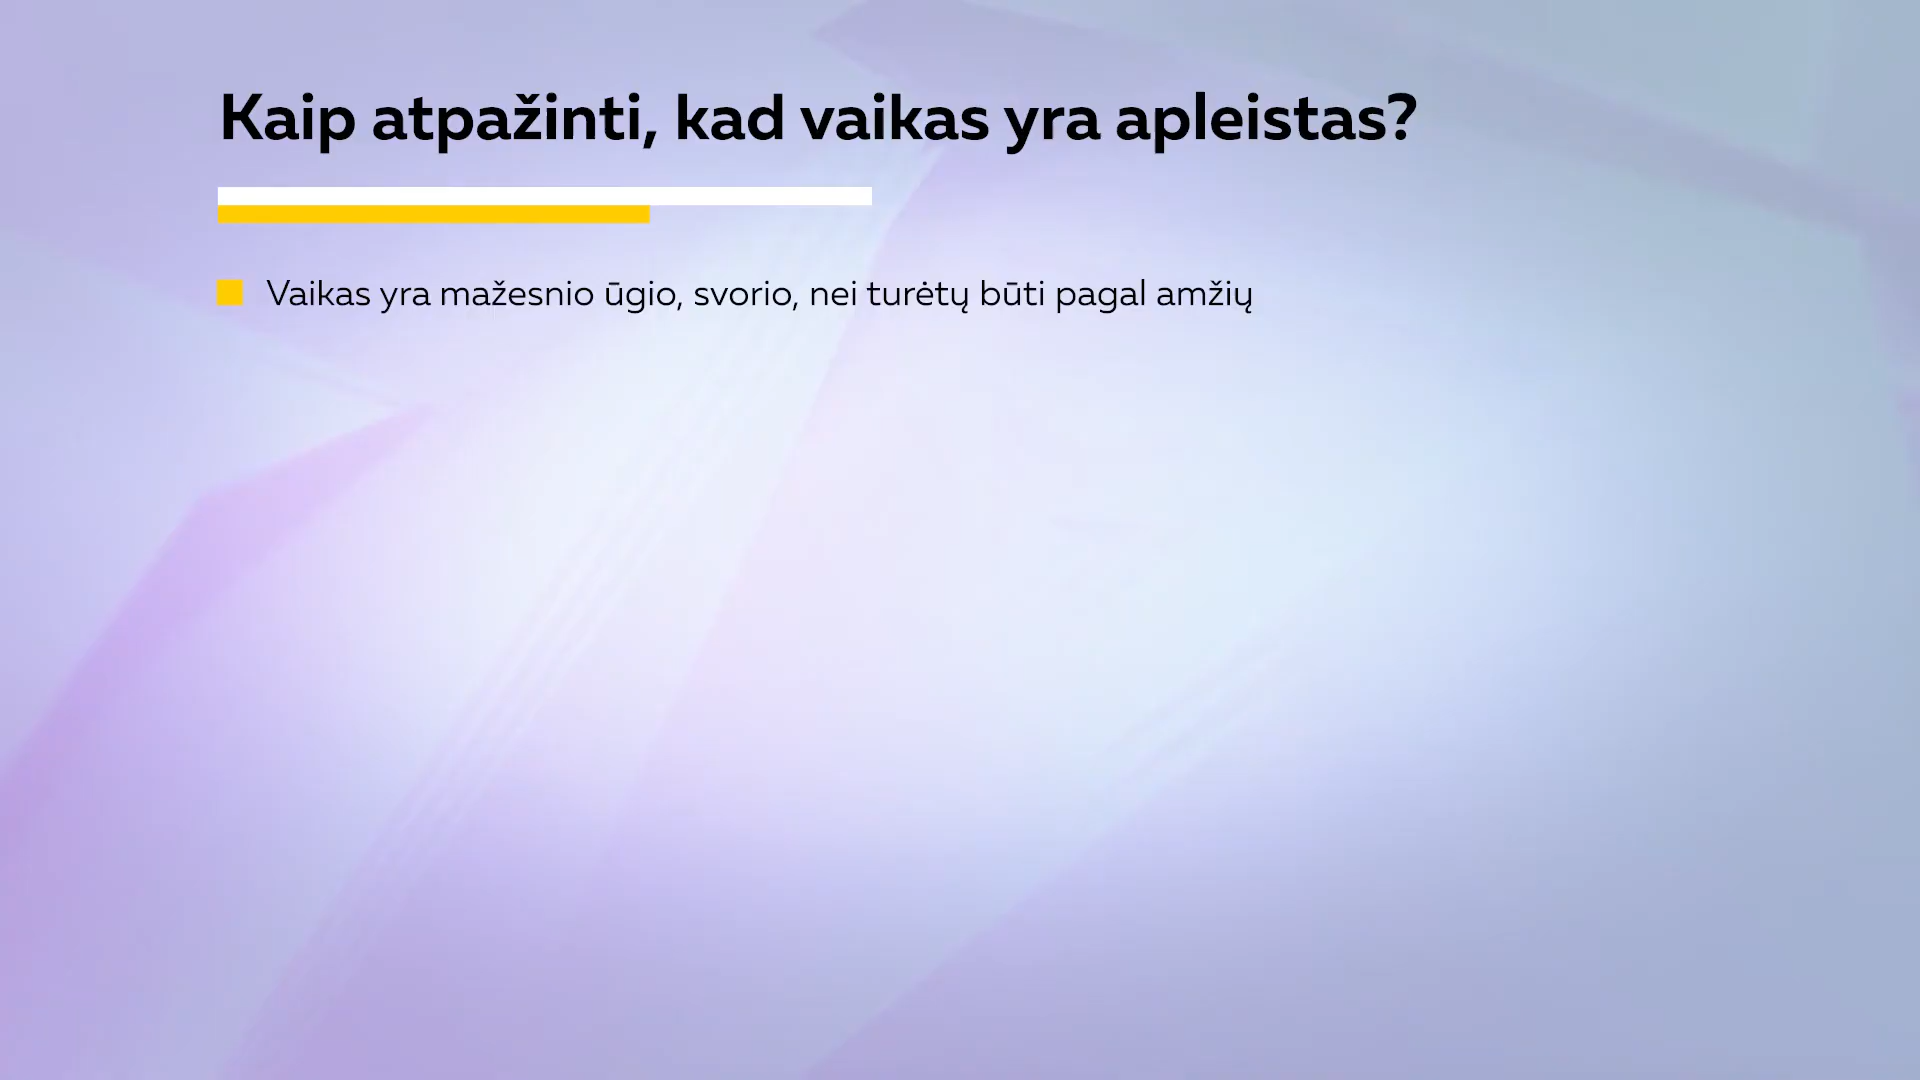 Kaip atpažinti, kad vaikas yra apleistas?
Vaikas yra mažesnio ūgio, svorio, nei turėtų būti pagal amžių